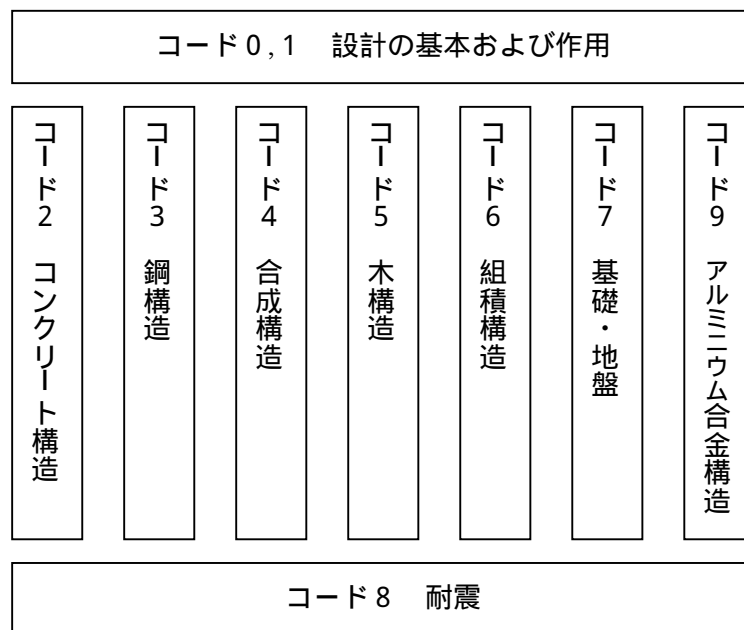 コード0,1　設計の基本および作用
コード2　コンクリート構造
コード3　鋼構造
コード4　合成構造
コード5　木構造
コード6　組積構造
コード7　基礎・地盤
コード9　アルミニウム合金構造
コード8　耐震